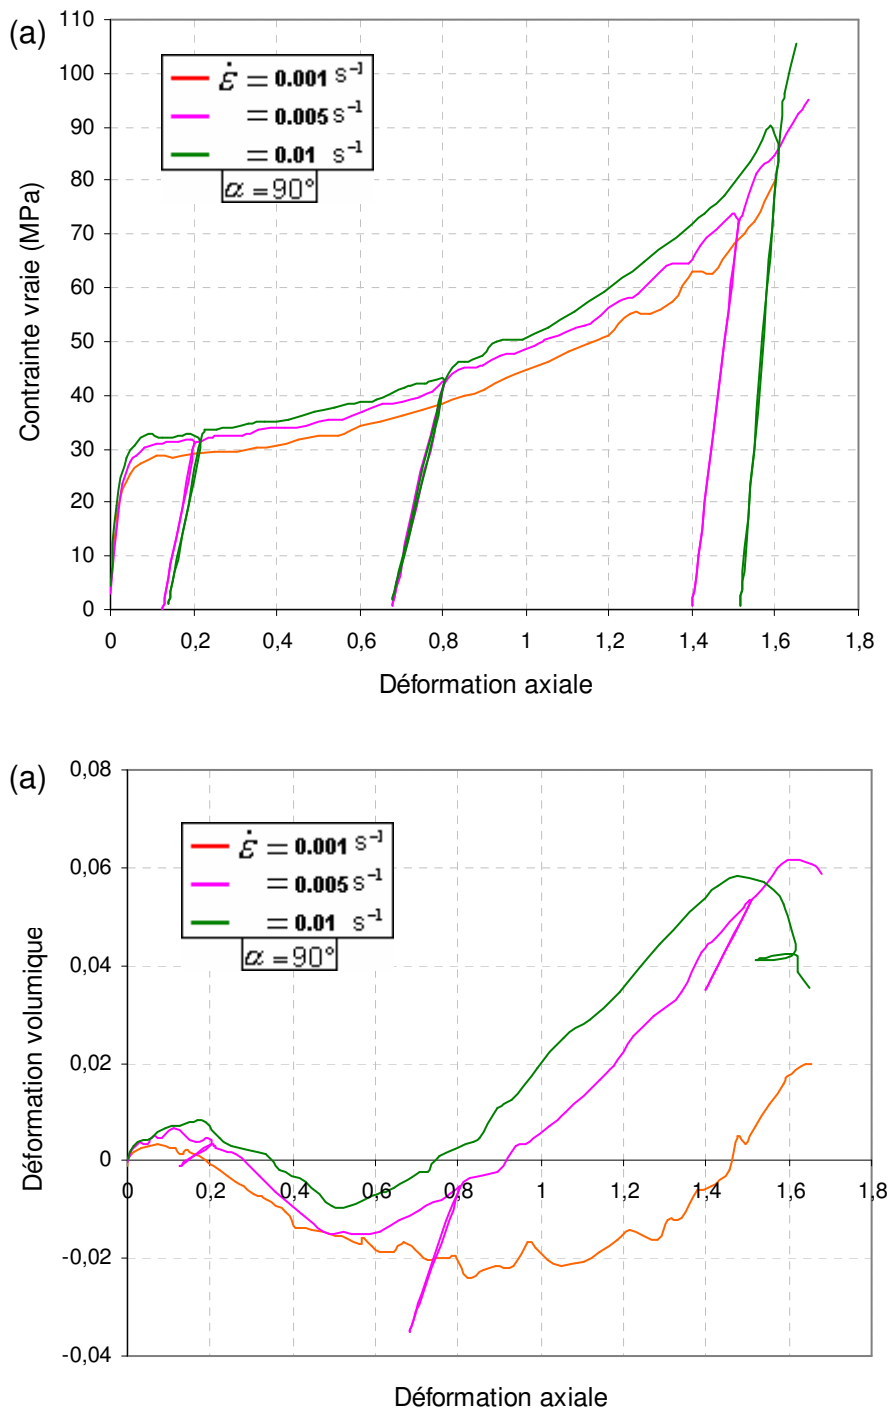 (a)
110
100
90
80
70
60
50
40
30
20
10
0
Contrainte vraie (MPa)
ε̇ = 0.001 s⁻¹
= 0.005 s⁻¹
= 0.01 s⁻¹
α = 90°
0 0,2 0,4 0,6 0,8 1 1,2 1,4 1,6 1,8
Déformation axiale
(a)
0,08
0,06
0,04
0,02
0
-0,02
-0,04
Déformation volumique
ε̇ = 0.001 s⁻¹
= 0.005 s⁻¹
= 0.01 s⁻¹
α = 90°
0 0,2 0,4 0,6 0,8 1 1,2 1,4 1,6 1,8
Déformation axiale